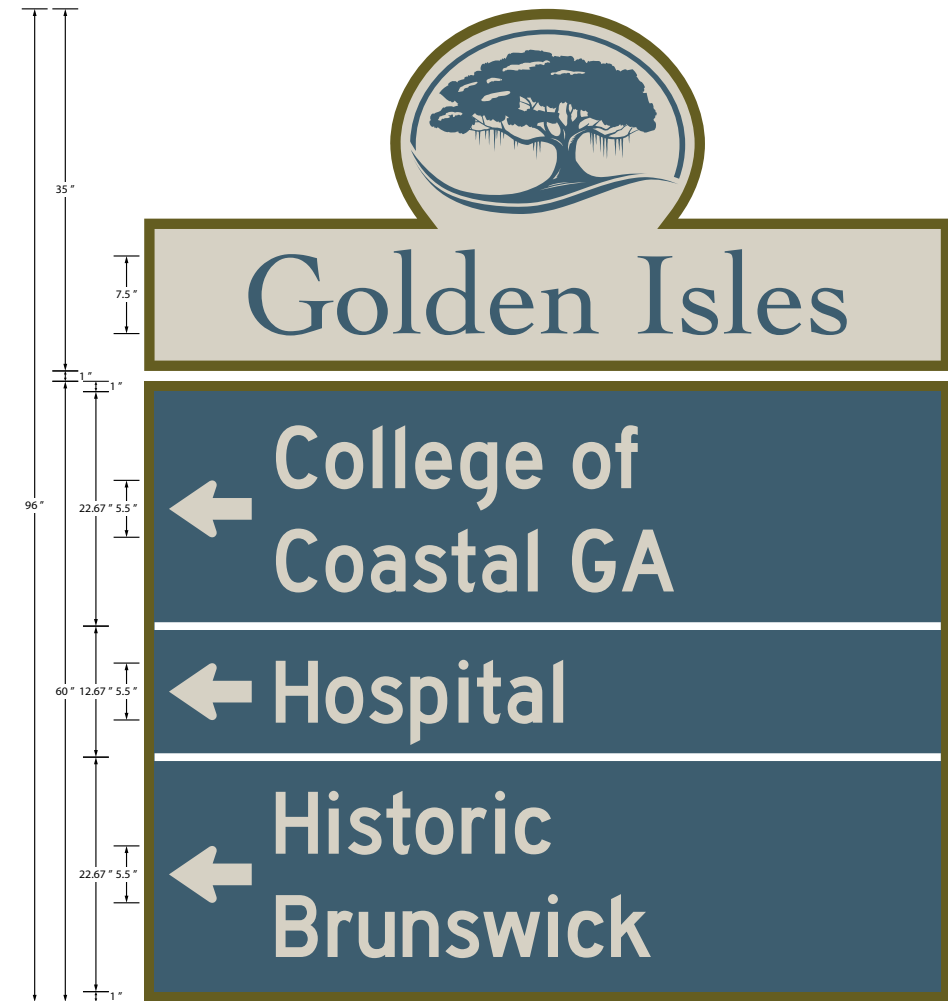 35 "
Golden Isles
7.5 "
1 "
1 "
College of
96 " 22.67 " 5.5 "
Coastal GA
60 " 12.67 " 5.5 "
Hospital
Historic
22.67 " 5.5 "
Brunswick
1 "